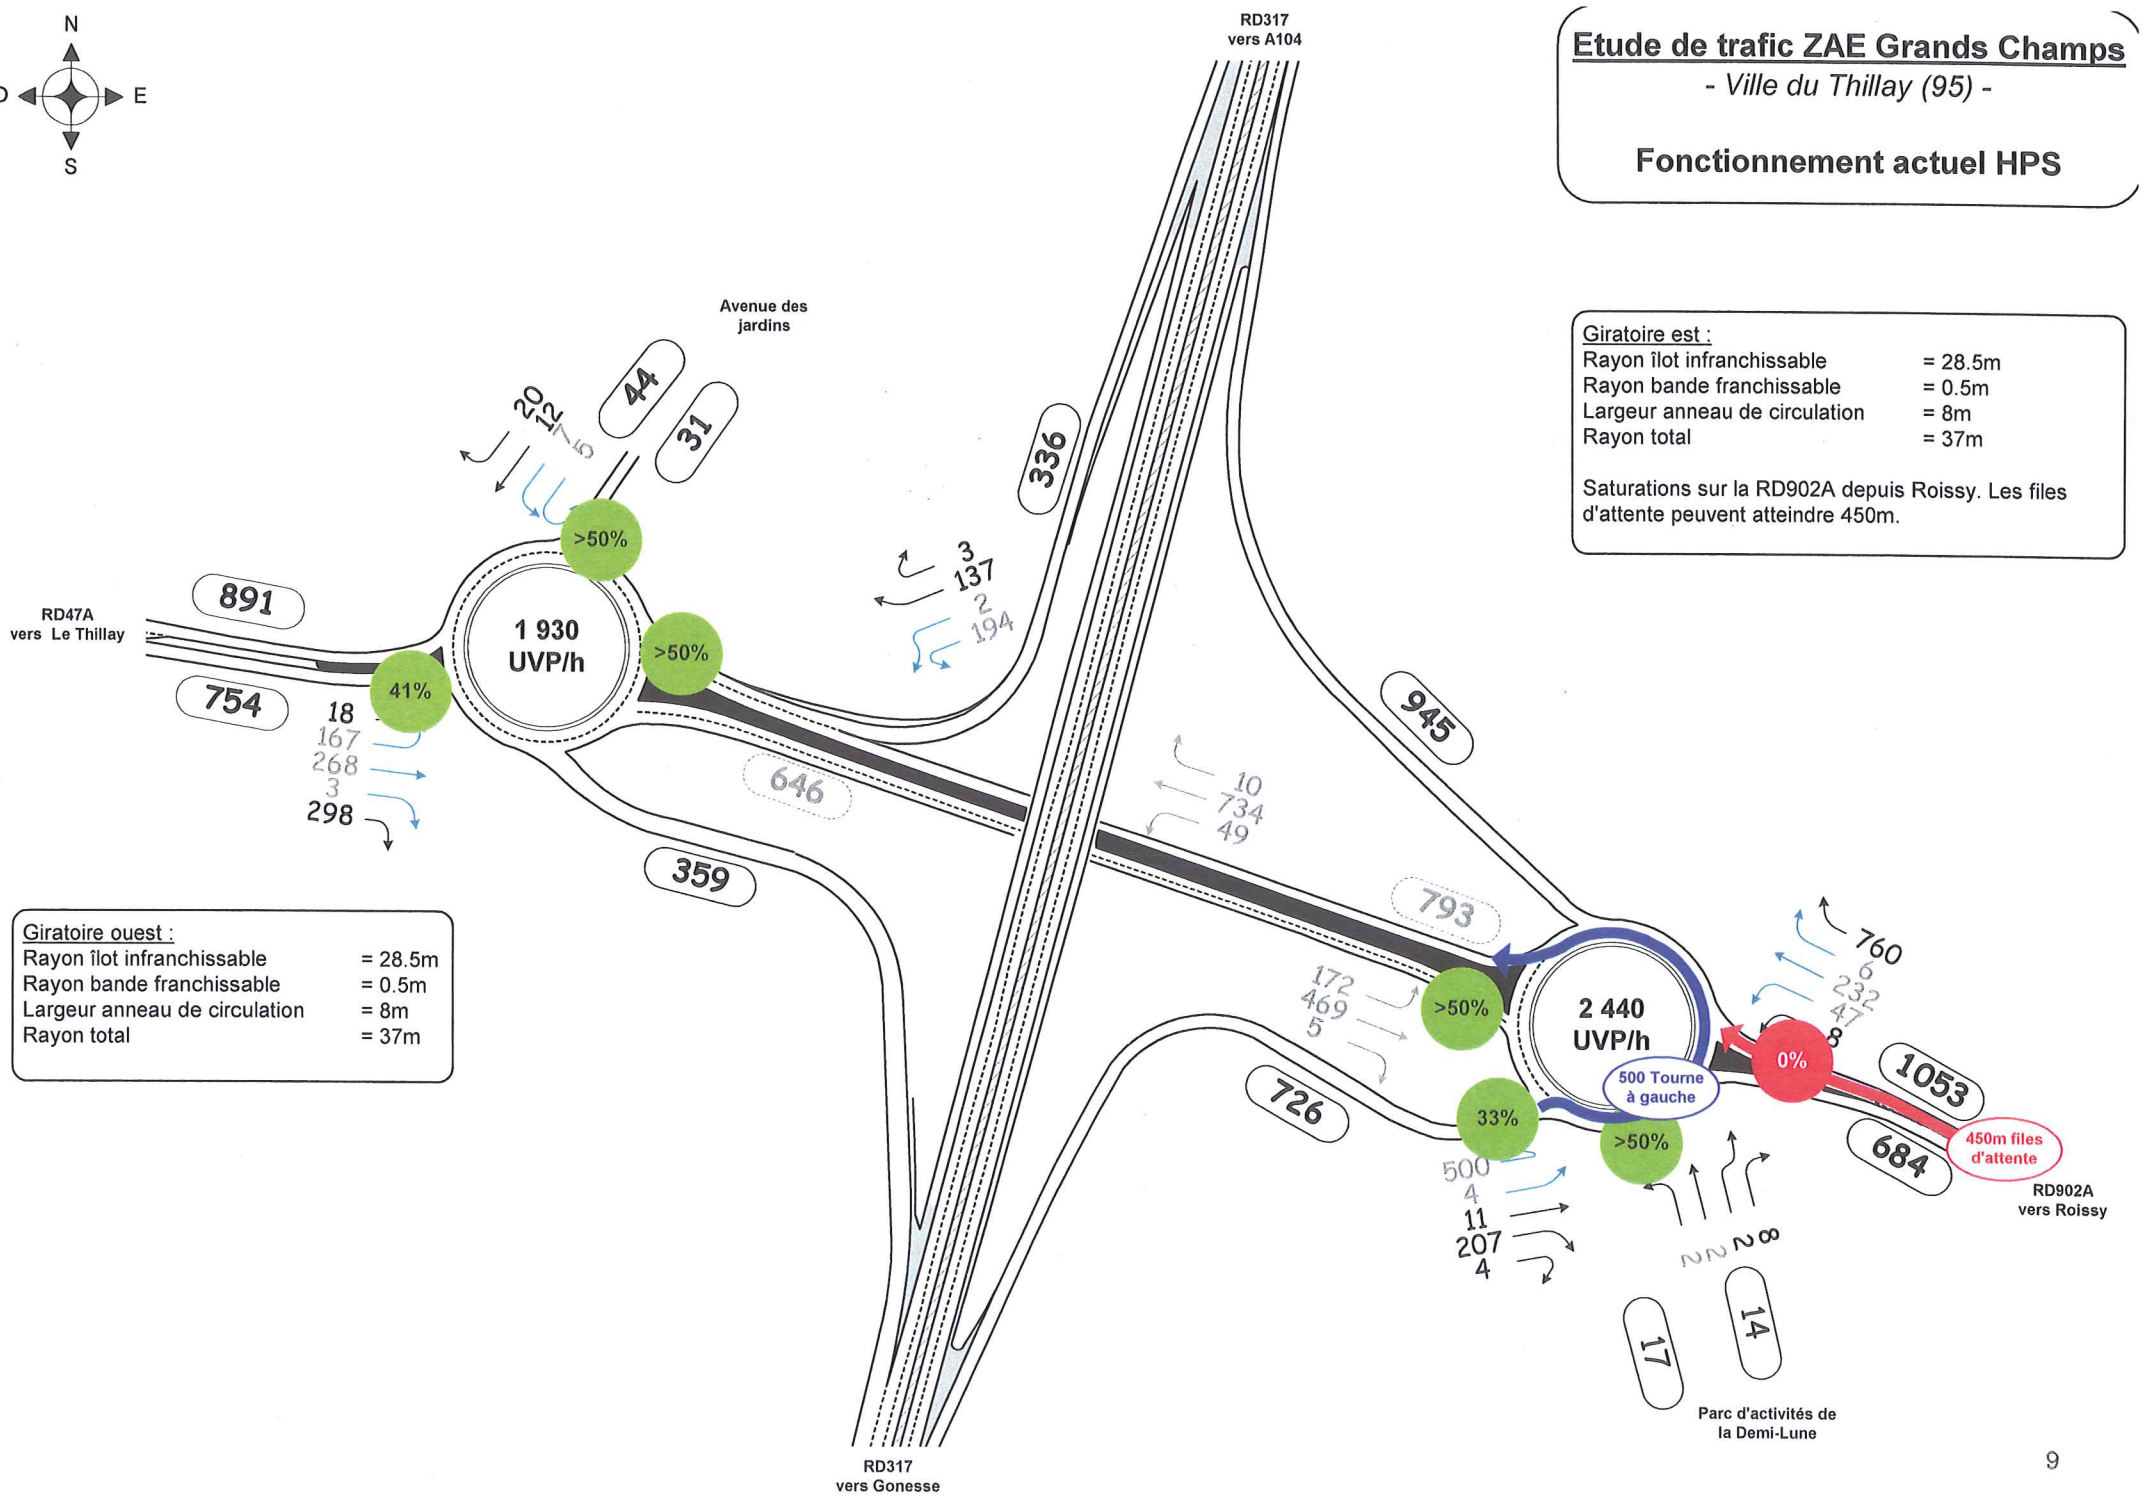 N
O
E
S
RD317
vers A104
Etude de trafic ZAE Grands Champs
- Ville du Thillay (95) -
Fonctionnement actuel HPS
Giratoire est :
Rayon îlot infranchissable = 28.5m
Rayon bande franchissable = 0.5m
Largeur anneau de circulation = 8m
Rayon total = 37m
Saturations sur la RD902A depuis Roissy. Les files
d'attente peuvent atteindre 450m.
Avenue des
jardins
44
31
20
12
7
5
>50%
336
3
137
2
194
891
RD47A
vers Le Thillay
754
41%
1 930
UVP/h
>50%
18
167
268
3
298
646
359
945
10
734
49
793
Giratoire ouest :
Rayon îlot infranchissable = 28.5m
Rayon bande franchissable = 0.5m
Largeur anneau de circulation = 8m
Rayon total = 37m
172
469
5
>50%
2 440
UVP/h
760
6
232
47
8
0%
1053
684
500 Tourne
à gauche
450m files
d'attente
RD902A
vers Roissy
726
33%
>50%
500
4
11
207
4
2
2
2
8
17
14
Parc d'activités de
la Demi-Lune
RD317
vers Gonesse
9